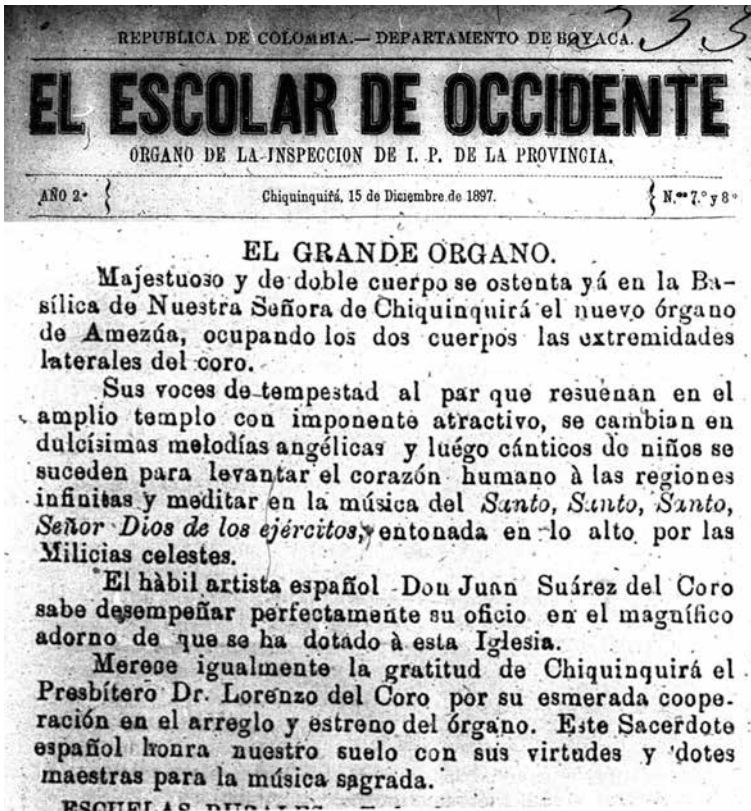 233
REPUBLICA DE COLOMBIA.— DEPARTAMENTO DE BOYACA.
EL ESCOLAR DE OCCIDENTE
ORGANO DE LA INSPECCION DE I. P. DE LA PROVINCIA.
AÑO 2.º { Chiquinquirá, 15 de Diciembre de 1897. } N.os 7.º y 8º
EL GRANDE ORGANO.
Majestuoso y de doble cuerpo se ostenta yá en la Ba-
sílica de Nuestra Señora de Chiquinquirá el nuevo órgano
de Amezúa, ocupando los dos cuerpos las extremidades
laterales del coro.
Sus voces de tempestad al par que resuenan en el
amplio templo con imponente atractivo, se cambian en
dulcísimas melodías angélicas y luégo cánticos de niños se
suceden para levantar el corazón humano à las regiones
infinitas y meditar en la música del Santo, Santo, Santo,
Señor Dios de los ejércitos, entonada en lo alto por las
Milicias celestes.
El hàbil artista español Don Juan Suárez del Coro
sabe desempeñar perfectamente su oficio en el magnífico
adorno de que se ha dotado à esta Iglesia.
Merece igualmente la gratitud de Chiquinquirá el
Presbítero Dr. Lorenzo del Coro por su esmerada coope-
ración en el arreglo y estreno del órgano. Este Sacerdote
español honra nuestro suelo con sus virtudes y dotes
maestras para la música sagrada.
ESCUELAS RURALES